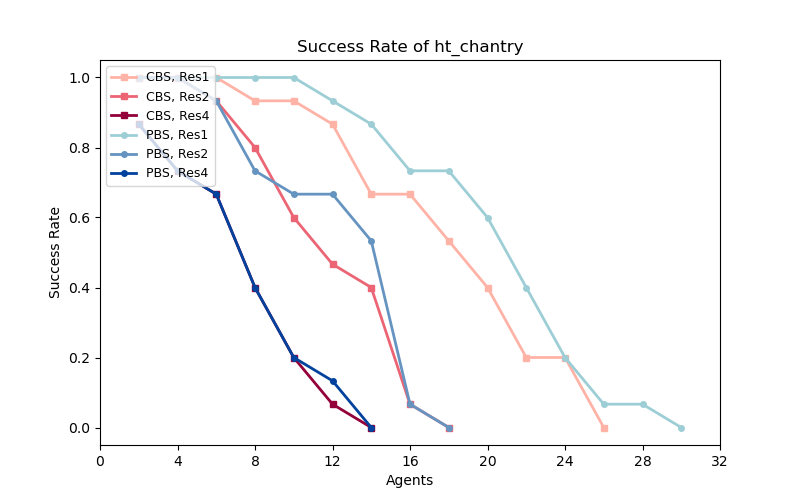 Success Rate of ht_chantry
CBS, Res1
CBS, Res2
CBS, Res4
PBS, Res1
PBS, Res2
PBS, Res4
Success Rate
1.0
0.8
0.6
0.4
0.2
0.0
0 4 8 12 16 20 24 28 32
Agents